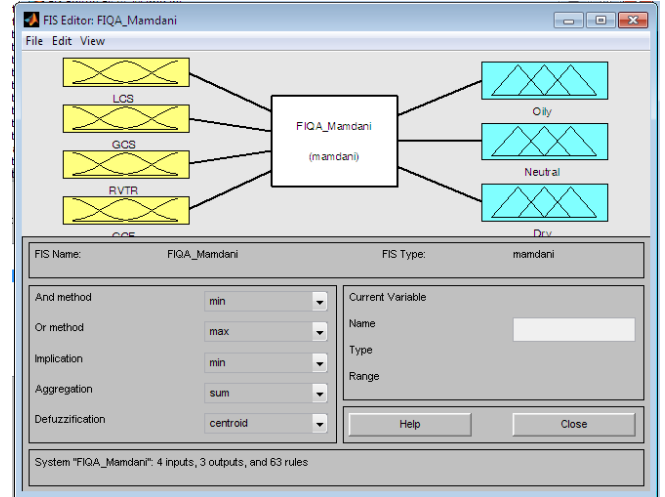 FIS Editor: FIQA_Mamdani
File Edit View
LCS
GCS
RVTR
FIQA_Mamdani
(mamdani)
Oily
Neutral
Dry
FIS Name: FIQA_Mamdani FIS Type: mamdani
And method min
Or method max
Implication min
Aggregation sum
Defuzzification centroid
Current Variable
Name
Type
Range
Help Close
System "FIQA_Mamdani": 4 inputs, 3 outputs, and 63 rules